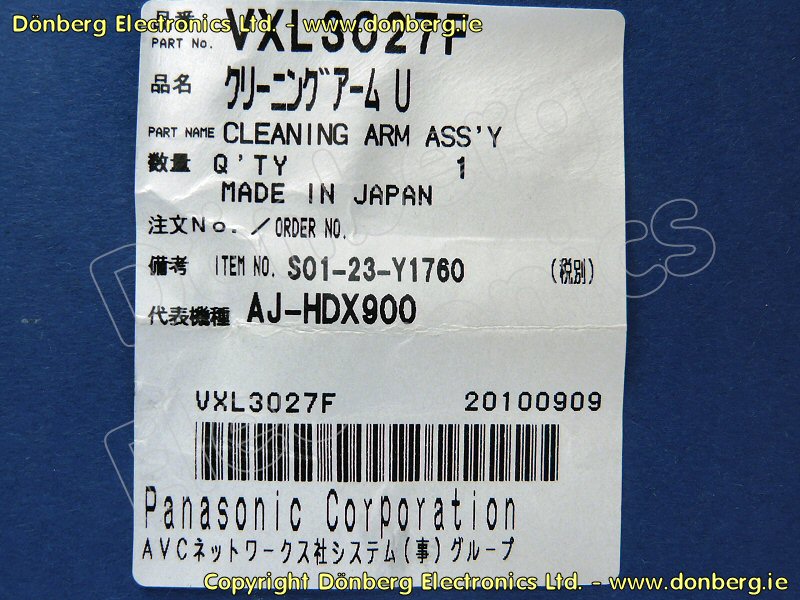 Dönberg Electronics Ltd. - www.donberg.ie
品番 VXL3027F
PART No.
品名 クリーニングアーム U
PART NAME CLEANING ARM ASS'Y
数量 Q'TY 1
MADE IN JAPAN
注文No./ORDER NO.
備考 ITEM NO. S01-23-Y1760 (税別)
代表機種 AJ-HDX900
VXL3027F 20100909
Panasonic Corporation
AVCネットワークス社システム(事)グループ
Dönberg
Electronics
Copyright Dönberg Electronics Ltd. - www.donberg.ie